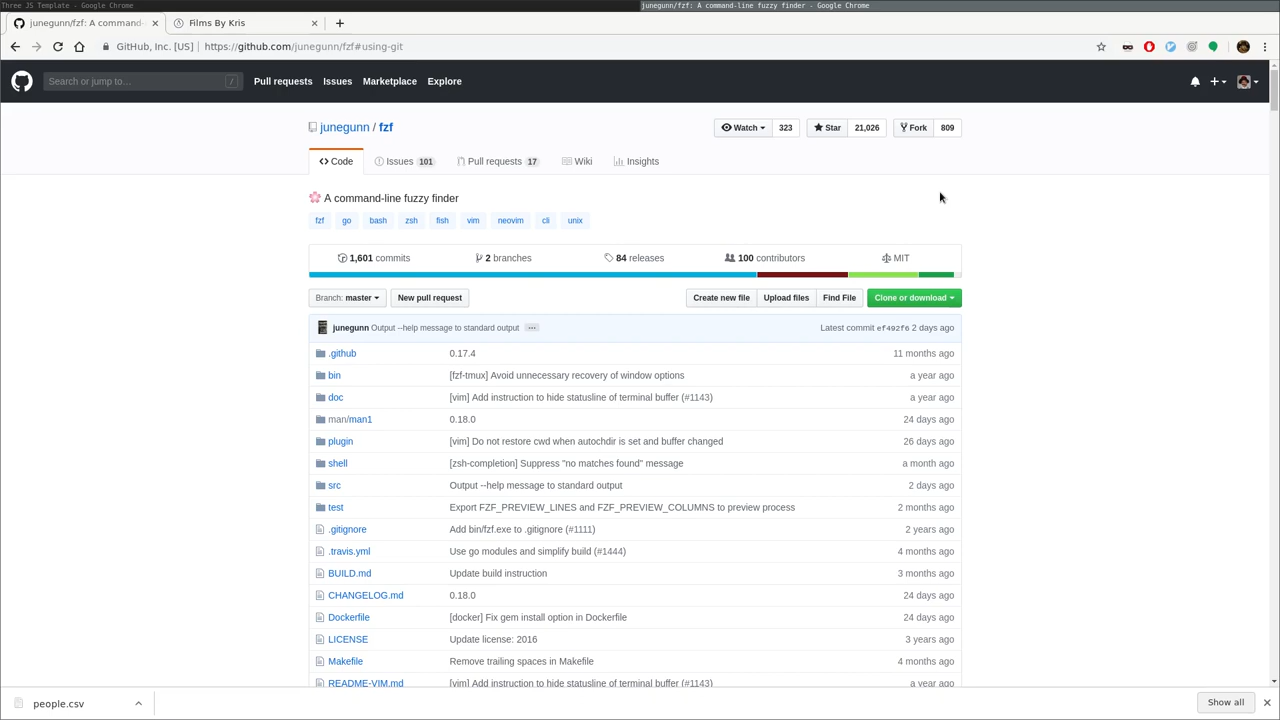 Three JS Template - Google Chrome
junegunn/fzf: A command-line fuzzy finder - Google Chrome
junegunn/fzf: A command-
Films By Kris
GitHub, Inc. [US] | https://github.com/junegunn/fzf#using-git
Search or jump to… / Pull requests Issues Marketplace Explore
junegunn / fzf
Watch 323 Star 21,026 Fork 809
Code Issues 101 Pull requests 17 Wiki Insights
A command-line fuzzy finder
fzf go bash zsh fish vim neovim cli unix
1,601 commits 2 branches 84 releases 100 contributors MIT
Branch: master New pull request Create new file Upload files Find File Clone or download
junegunn Output --help message to standard output … Latest commit ef492f6 2 days ago
.github 0.17.4 11 months ago
bin [fzf-tmux] Avoid unnecessary recovery of window options a year ago
doc [vim] Add instruction to hide statusline of terminal buffer (#1143) a year ago
man/man1 0.18.0 24 days ago
plugin [vim] Do not restore cwd when autochdir is set and buffer changed 26 days ago
shell [zsh-completion] Suppress "no matches found" message a month ago
src Output --help message to standard output 2 days ago
test Export FZF_PREVIEW_LINES and FZF_PREVIEW_COLUMNS to preview process 2 months ago
.gitignore Add bin/fzf.exe to .gitignore (#1111) 2 years ago
.travis.yml Use go modules and simplify build (#1444) 4 months ago
BUILD.md Update build instruction 3 months ago
CHANGELOG.md 0.18.0 24 days ago
Dockerfile [docker] Fix gem install option in Dockerfile 24 days ago
LICENSE Update license: 2016 3 years ago
Makefile Remove trailing spaces in Makefile 4 months ago
README-VIM.md [vim] Add instruction to hide statusline of terminal buffer (#1143) a year ago
people.csv Show all